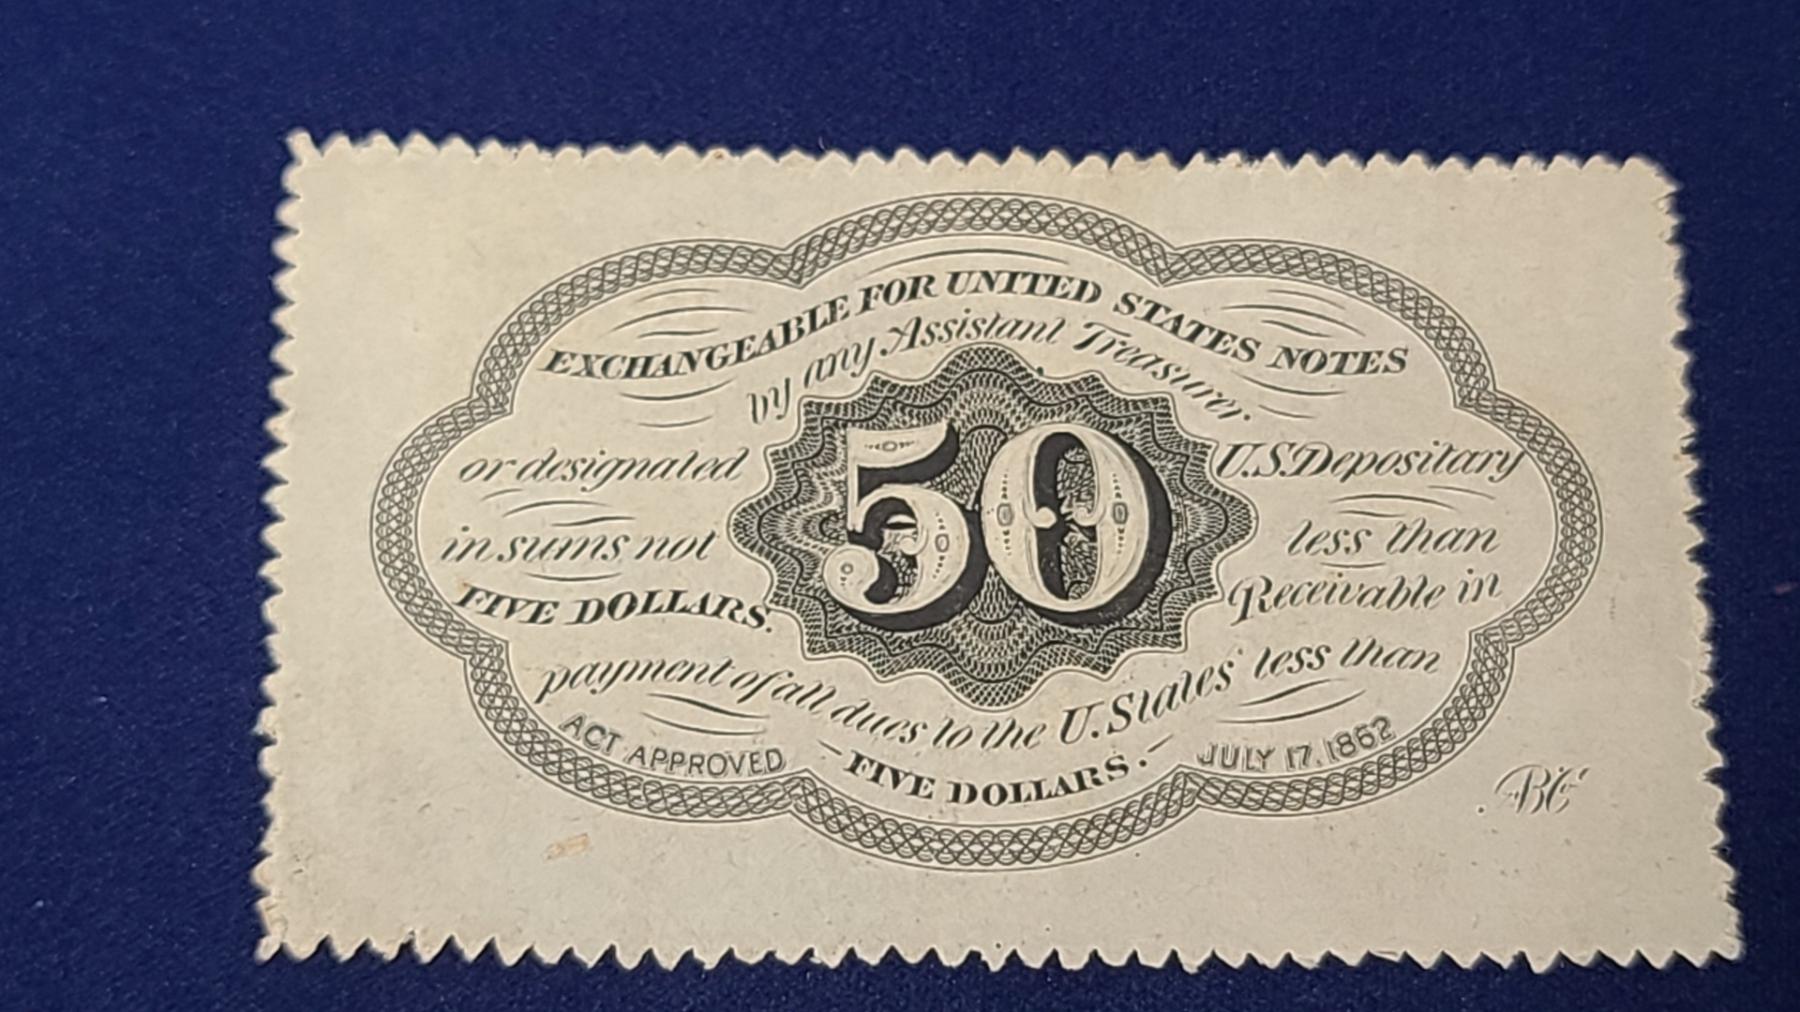 EXCHANGEABLE FOR UNITED STATES NOTES
by any Assistant Treasurer
or designated U.S. Depositary
in sums not less than
FIVE DOLLARS. Receivable in
payment of all dues to the U. States less than
FIVE DOLLARS.
ACT APPROVED JULY 17. 1862
50
ABCo